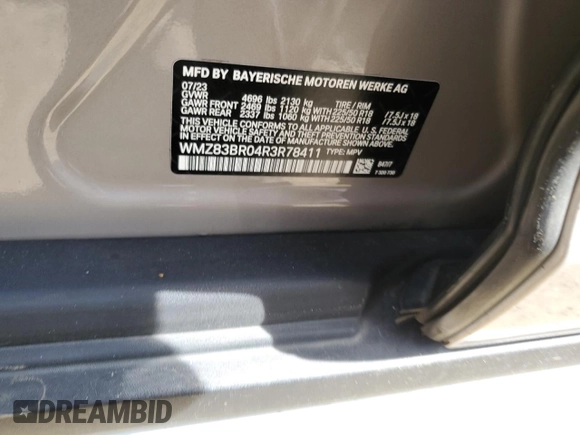 MFD BY BAYERISCHE MOTOREN WERKE AG
07/23
GVWR 4696 lbs 2130 kg TIRE / RIM
GAWR FRONT 2469 lbs 1120 kg WITH 225/50 R18 /7.5J x 18
GAWR REAR 2337 lbs 1060 kg WITH 225/50 R18 /7.5J x 18
THIS VEHICLE CONFORMS TO ALL APPLICABLE U.S. FEDERAL
MOTOR VEHICLE SAFETY, BUMPER, AND THEFT PREVENTION STANDARDS
IN EFFECT ON THE DATE OF MANUFACTURE SHOWN ABOVE.
WMZ83BR04R3R78411 TYPE: MPV
DREAMBID